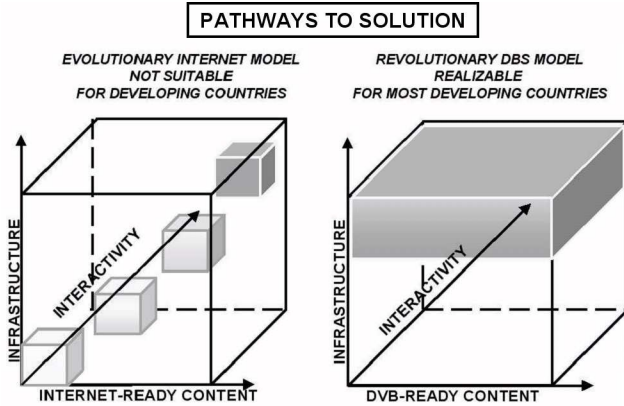 PATHWAYS TO SOLUTION
EVOLUTIONARY INTERNET MODEL
NOT SUITABLE
FOR DEVELOPING COUNTRIES
REVOLUTIONARY DBS MODEL
REALIZABLE
FOR MOST DEVELOPING COUNTRIES
INFRASTRUCTURE
INTERACTIVITY
INTERNET-READY CONTENT
INFRASTRUCTURE
INTERACTIVITY
DVB-READY CONTENT